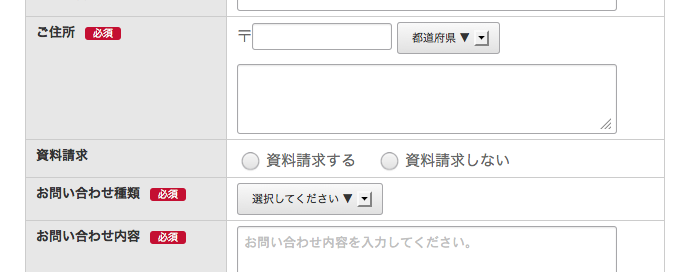 ご住所 必須
〒 都道府県 ▼
資料請求
資料請求する 資料請求しない
お問い合わせ種類 必須
選択してください ▼
お問い合わせ内容 必須
お問い合わせ内容を入力してください。